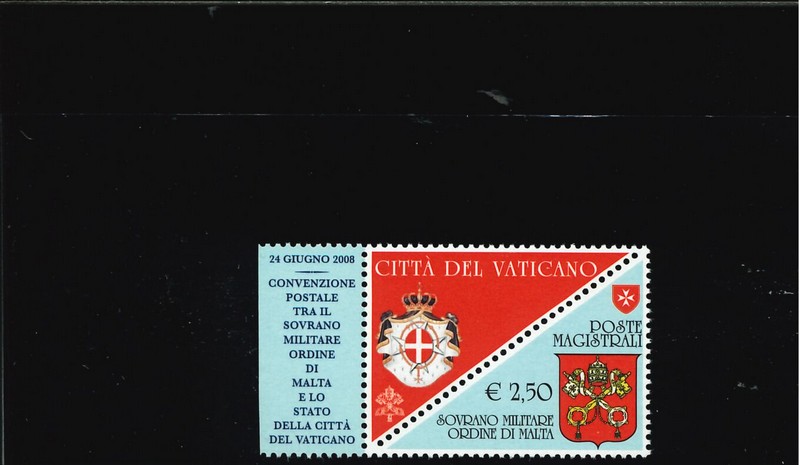 24 GIUGNO 2008
CONVENZIONE
POSTALE
TRA IL
SOVRANO
MILITARE
ORDINE
DI
MALTA
E LO
STATO
DELLA CITTÀ
DEL VATICANO
CITTÀ DEL VATICANO
POSTE
MAGISTRALI
€ 2,50
SOVRANO MILITARE
ORDINE DI MALTA